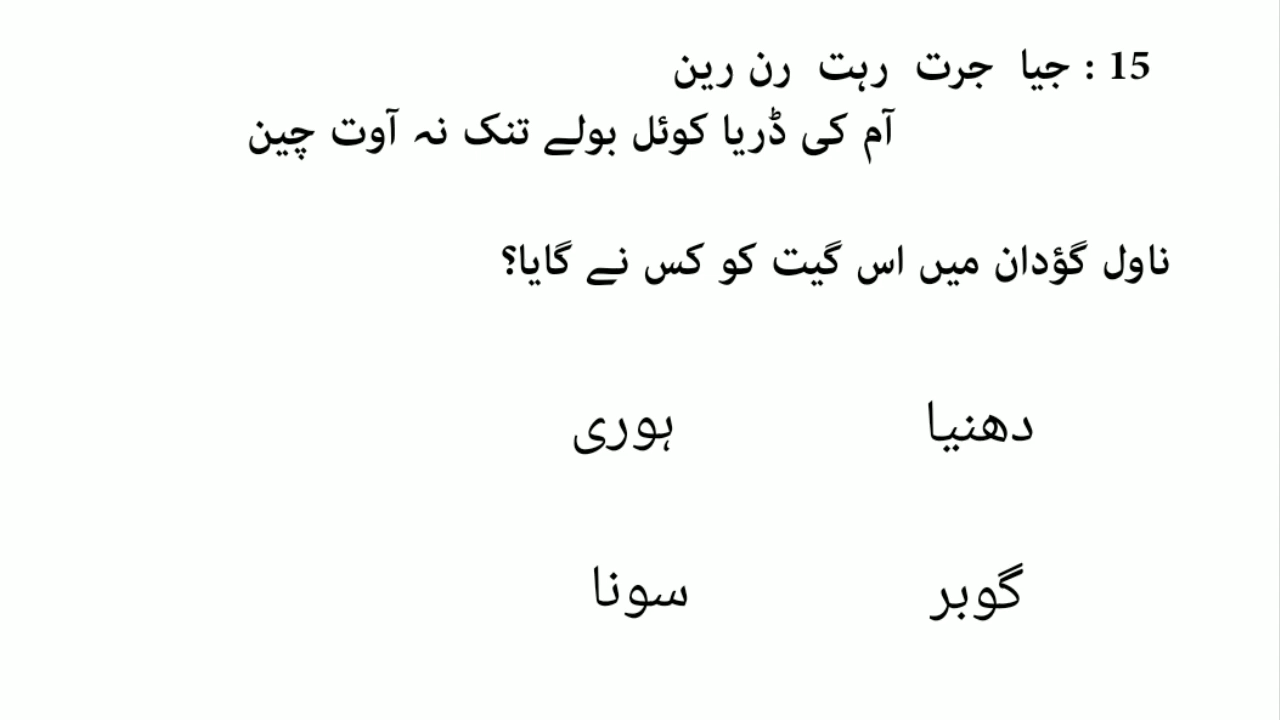 15 : جیا جرت رہت رن رین
آم کی ڈریا کوئل بولے تنک نہ آوت چین
ناول گؤدان میں اس گیت کو کس نے گایا؟
دھنیا ہوری
گوبر سونا